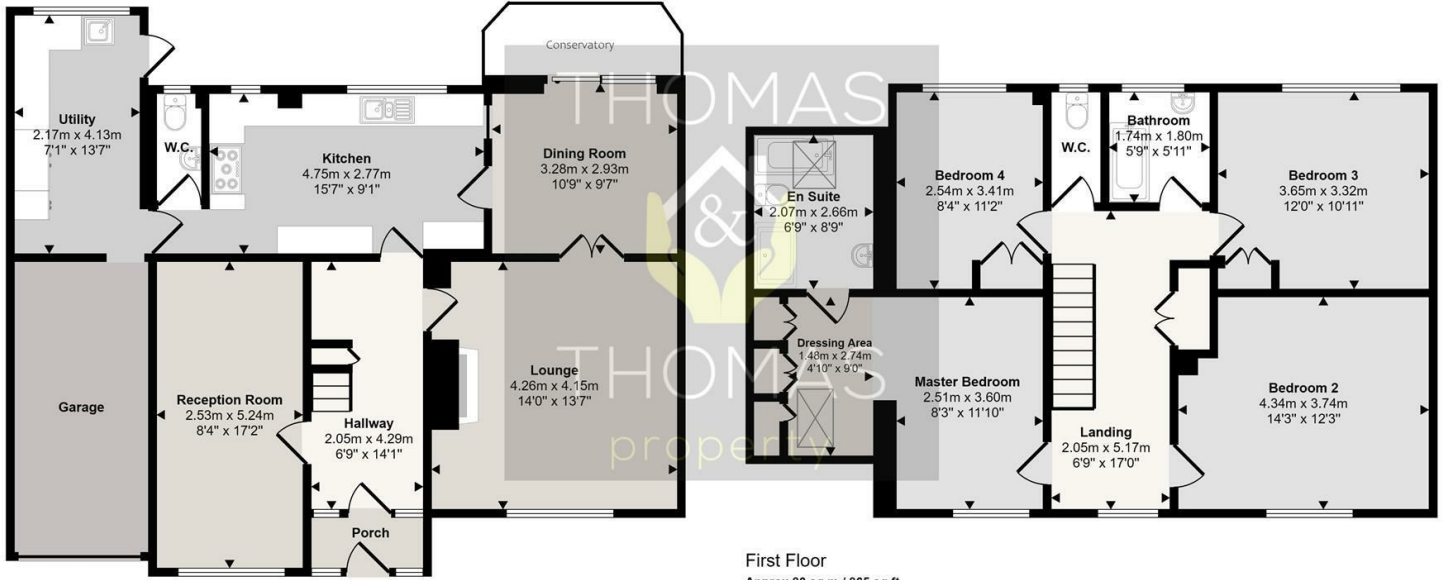 Conservatory
THOMAS
&
THOMAS
property
Utility
2.17m x 4.13m
7'1" x 13'7"
W.C.
Kitchen
4.75m x 2.77m
15'7" x 9'1"
Dining Room
3.28m x 2.93m
10'9" x 9'7"
Garage
Reception Room
2.53m x 5.24m
8'4" x 17'2"
Hallway
2.05m x 4.29m
6'9" x 14'1"
Lounge
4.26m x 4.15m
14'0" x 13'7"
Porch
En Suite
2.07m x 2.66m
6'9" x 8'9"
Bedroom 4
2.54m x 3.41m
8'4" x 11'2"
W.C.
Bathroom
1.74m x 1.80m
5'9" x 5'11"
Bedroom 3
3.65m x 3.32m
12'0" x 10'11"
Dressing Area
1.48m x 2.74m
4'10" x 9'0"
Master Bedroom
2.51m x 3.60m
8'3" x 11'10"
Landing
2.05m x 5.17m
6'9" x 17'0"
Bedroom 2
4.34m x 3.74m
14'3" x 12'3"
First Floor